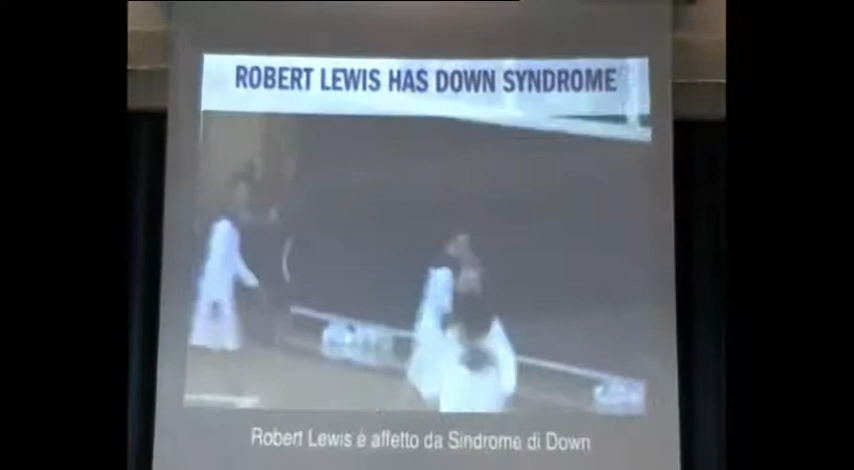 ROBERT LEWIS HAS DOWN SYNDROME
Robert Lewis è affetto da Sindrome di Down